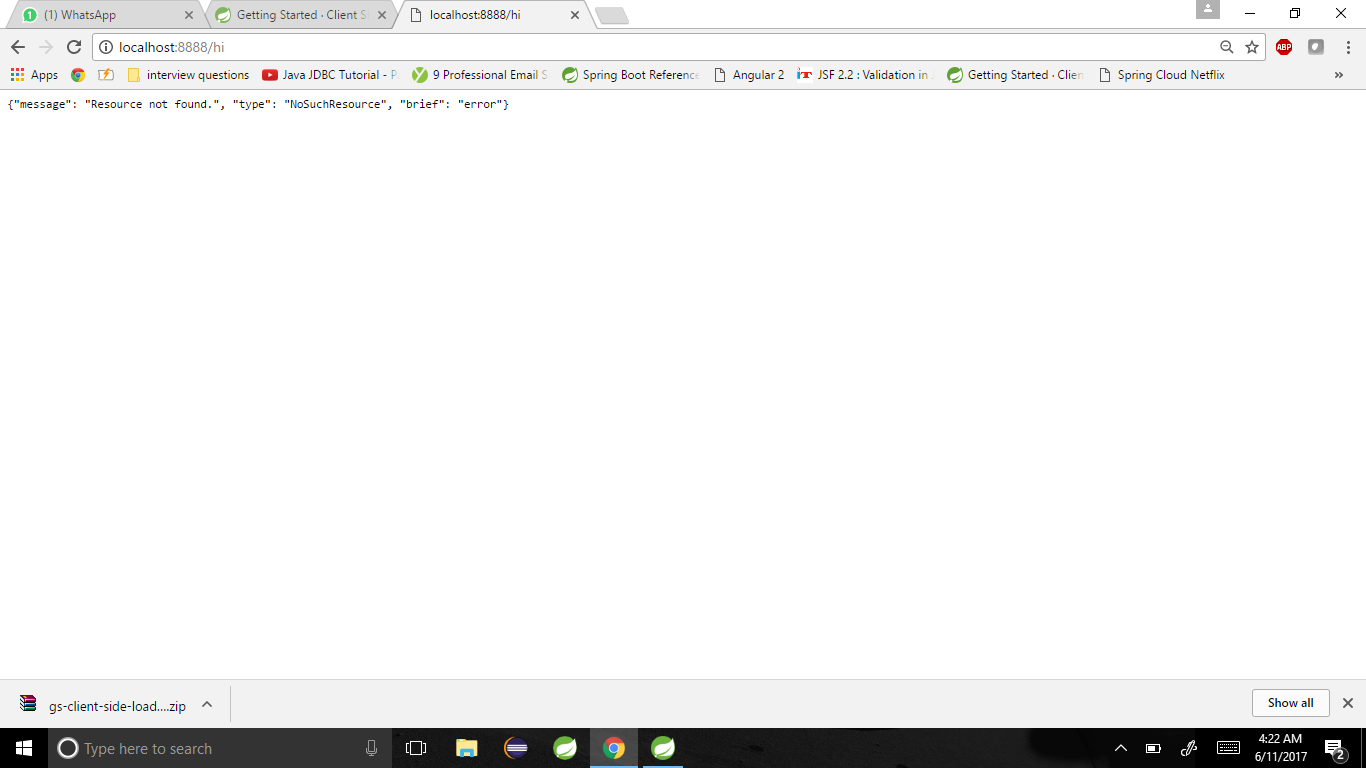 1 (1) WhatsApp
Getting Started · Client S
localhost:8888/hi
localhost:8888/hi
ABP
Apps
interview questions
Java JDBC Tutorial - P
9 Professional Email S
Spring Boot Reference
Angular 2
JSF 2.2 : Validation in
Getting Started · Clien
Spring Cloud Netflix
»
{"message": "Resource not found.", "type": "NoSuchResource", "brief": "error"}
gs-client-side-load....zip
Show all
Type here to search
4:22 AM
6/11/2017
2